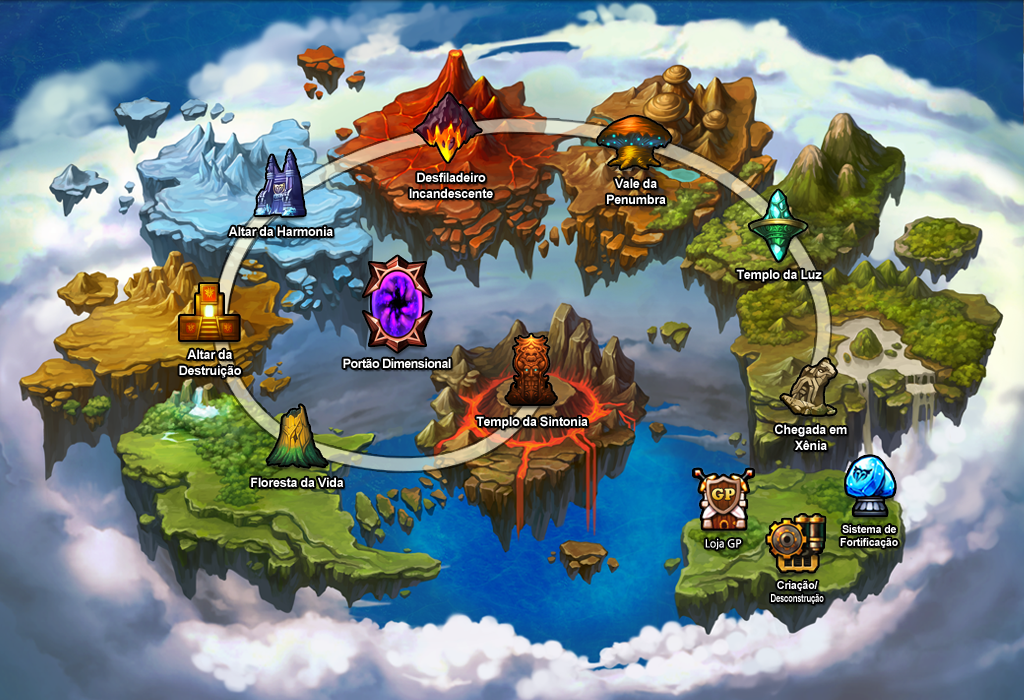 Desfiladeiro
Incandescente
Vale da
Penumbra
Altar da Harmonia
Templo da Luz
Altar da
Destruição
Portão Dimensional
Templo da Sintonia
Chegada em
Xênia
Floresta da Vida
GP
Loja GP
Sistema de
Fortificação
Criação/
Desconstrução